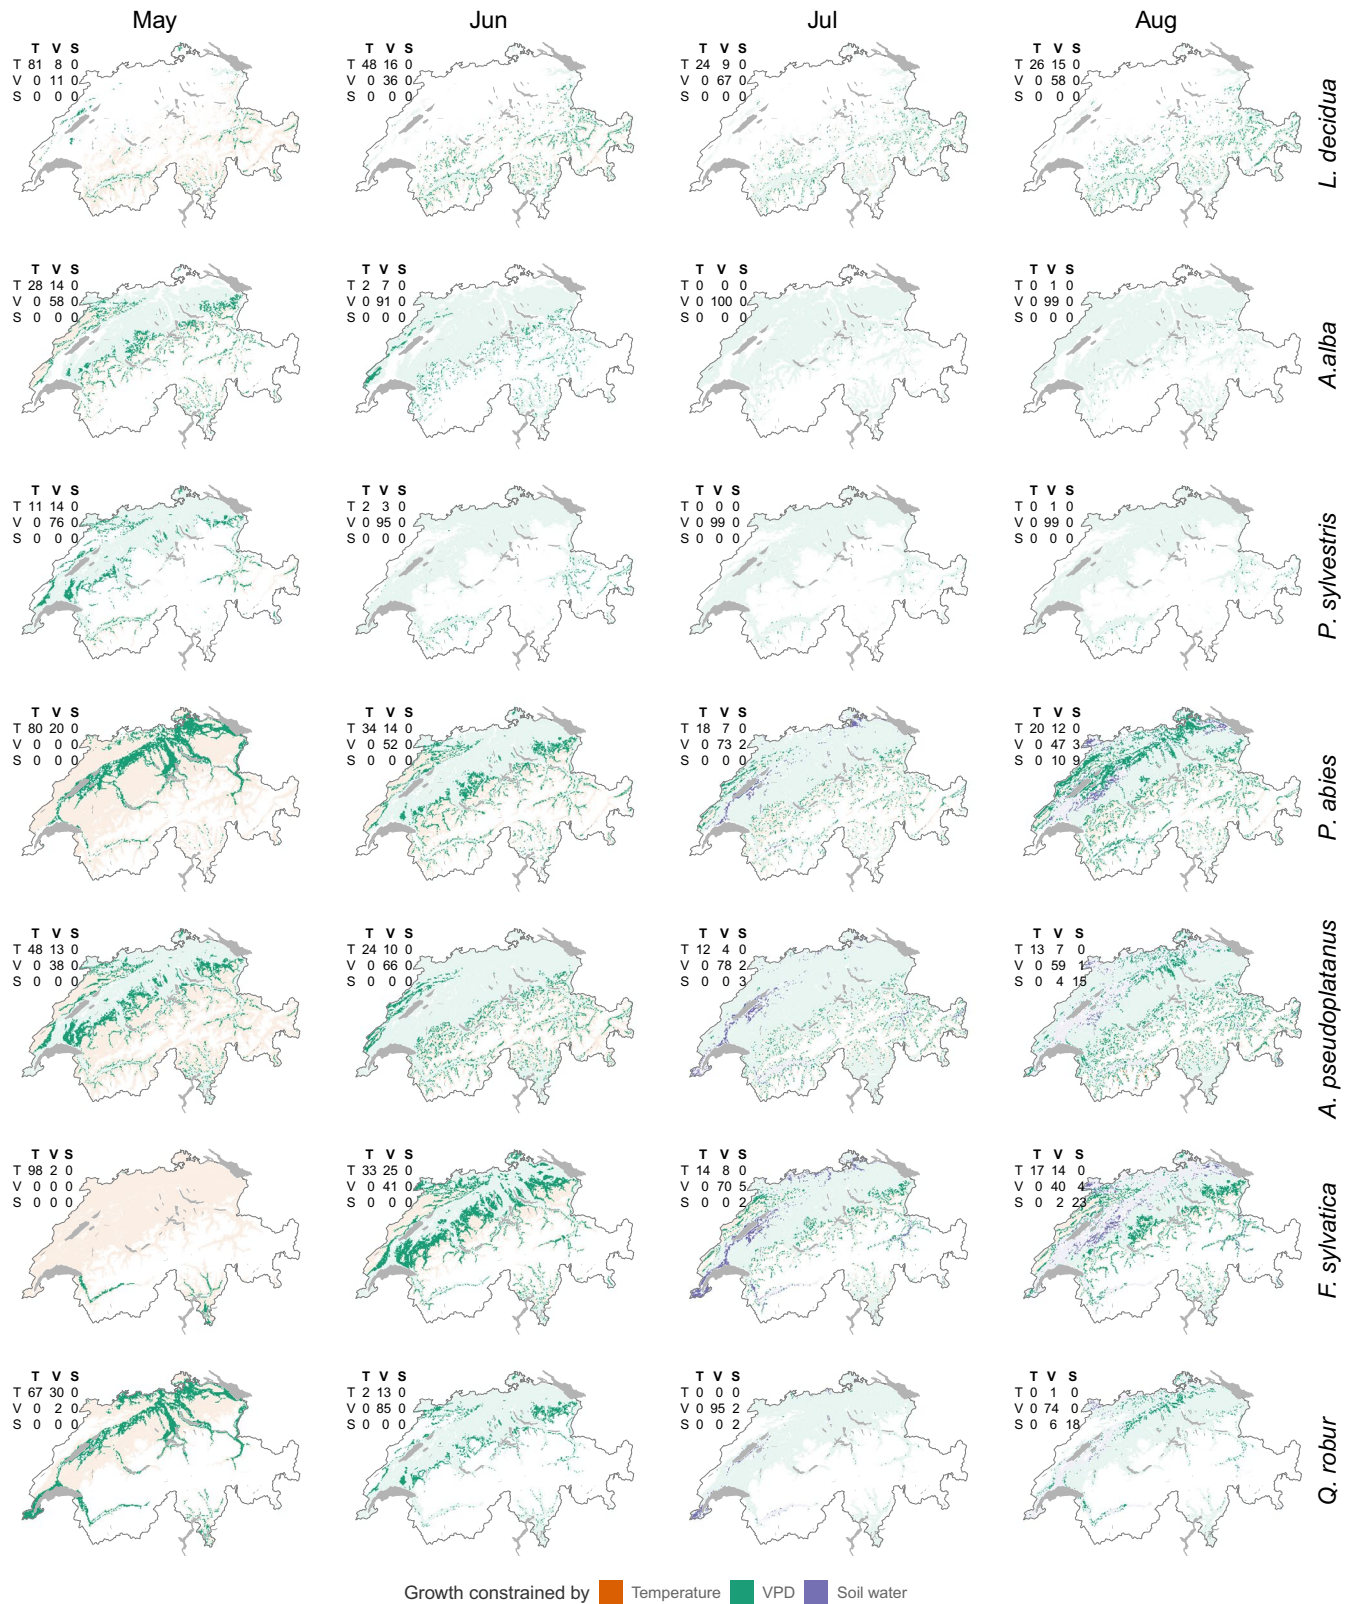 May Jun Jul Aug
T V S T V S T V S T V S
T 81 8 0 T 48 16 0 T 24 9 0 T 26 15 0
V 0 11 0 V 0 36 0 V 0 67 0 V 0 58 0
S 0 0 0 S 0 0 0 S 0 0 0 S 0 0 0
L. decidua
T V S T V S T V S T V S
T 28 14 0 T 2 7 0 T 0 0 0 T 0 1 0
V 0 58 0 V 0 91 0 V 0 100 0 V 0 99 0
S 0 0 0 S 0 0 0 S 0 0 0 S 0 0 0
A.alba
T V S T V S T V S T V S
T 11 14 0 T 2 3 0 T 0 0 0 T 0 1 0
V 0 76 0 V 0 95 0 V 0 99 0 V 0 99 0
S 0 0 0 S 0 0 0 S 0 0 0 S 0 0 0
P. sylvestris
T V S T V S T V S T V S
T 80 20 0 T 34 14 0 T 18 7 0 T 20 12 0
V 0 0 0 V 0 52 0 V 0 73 2 V 0 47 3
S 0 0 0 S 0 0 0 S 0 0 0 S 0 10 9
P. abies
T V S T V S T V S T V S
T 48 13 0 T 24 10 0 T 12 4 0 T 13 7 0
V 0 38 0 V 0 66 0 V 0 78 2 V 0 59 1
S 0 0 0 S 0 0 0 S 0 0 3 S 0 4 15
A. pseudoplatanus
T V S T V S T V S T V S
T 98 2 0 T 33 25 0 T 14 8 0 T 17 14 0
V 0 0 0 V 0 41 0 V 0 70 5 V 0 40 4
S 0 0 0 S 0 0 0 S 0 0 2 S 0 2 23
F. sylvatica
T V S T V S T V S T V S
T 67 30 0 T 2 13 0 T 0 0 0 T 0 1 0
V 0 2 0 V 0 85 0 V 0 95 2 V 0 74 0
S 0 0 0 S 0 0 0 S 0 0 2 S 0 6 18
Q. robur
Growth constrained by Temperature VPD Soil water